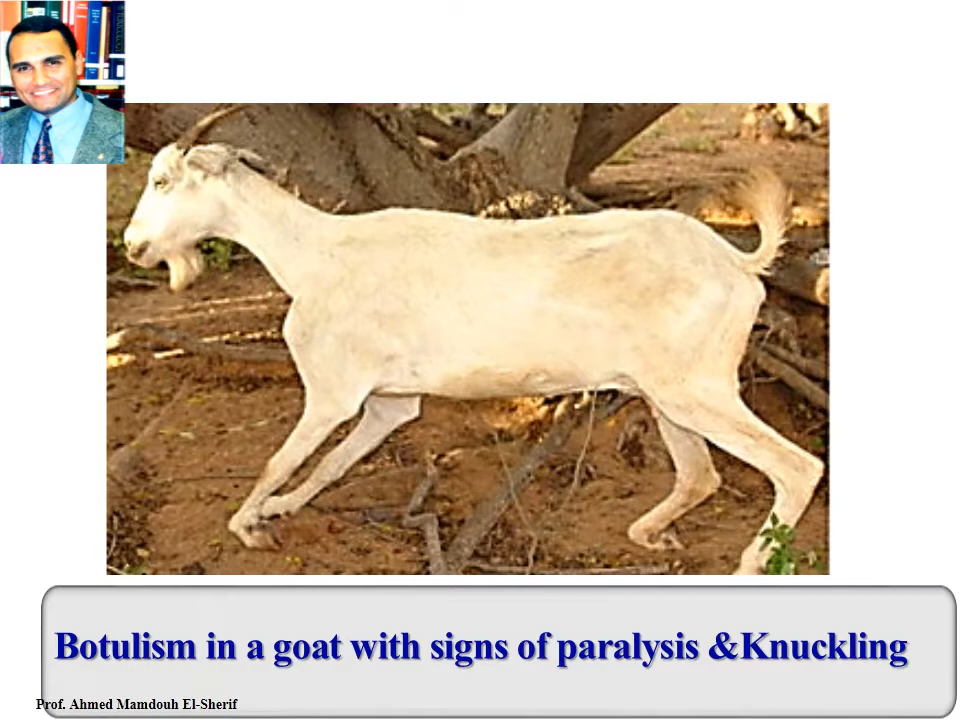 Botulism in a goat with signs of paralysis &Knuckling
Prof. Ahmed Mamdouh El-Sherif